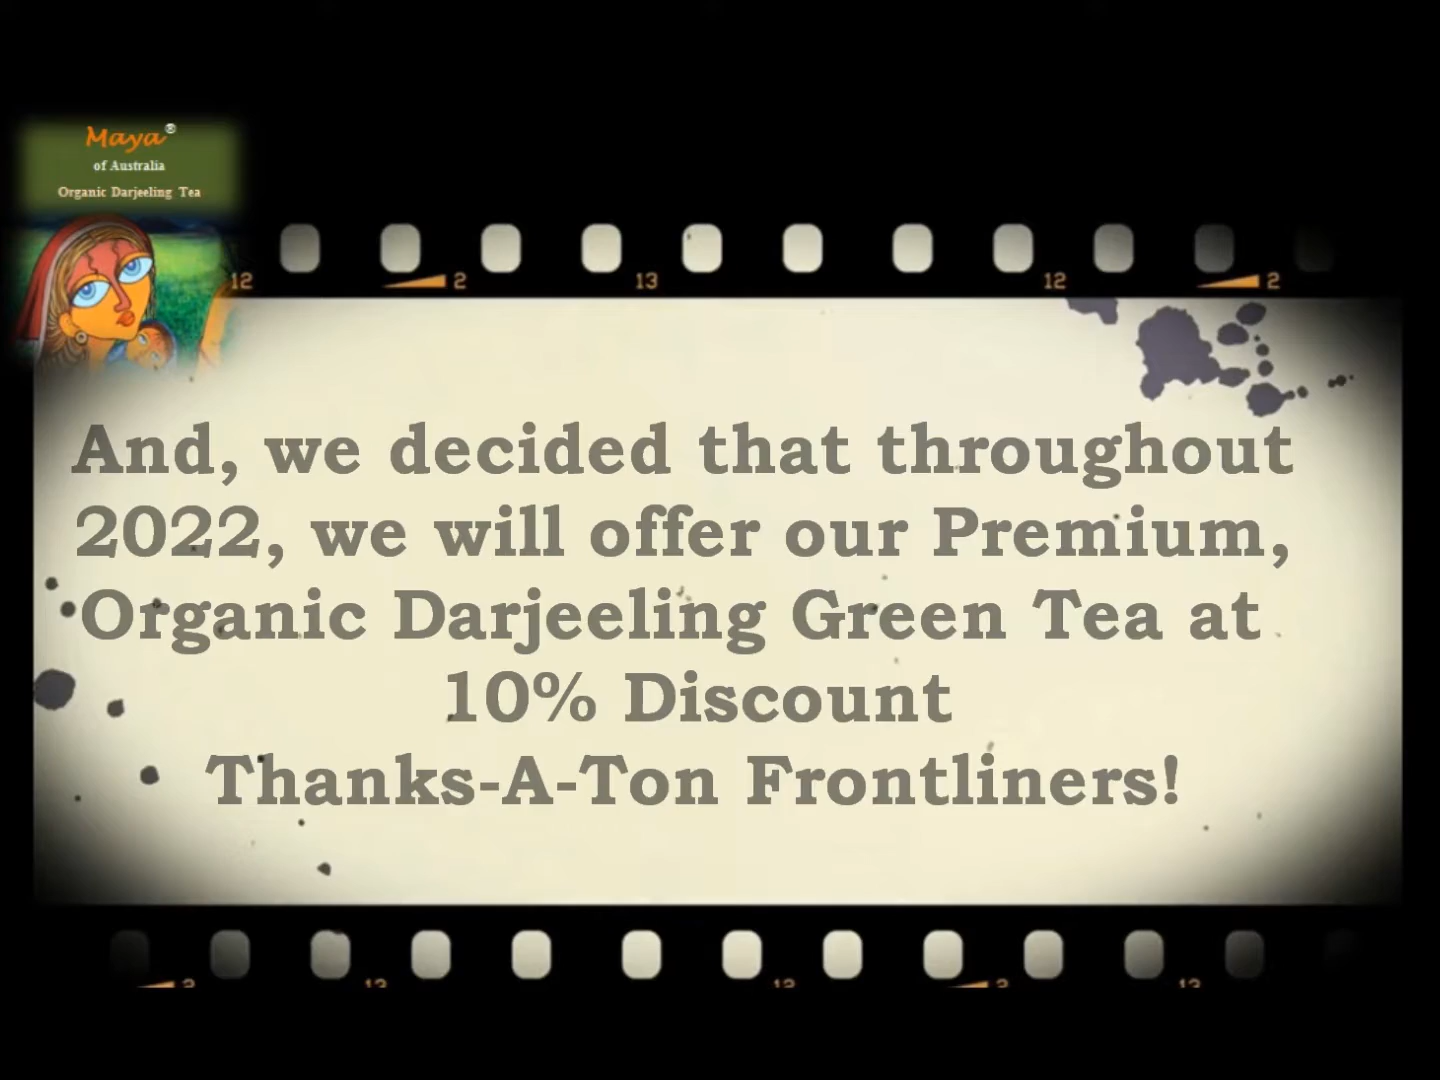 Maya®
of Australia
Organic Darjeeling Tea
12
2
13
12
2
And, we decided that throughout
2022, we will offer our Premium,
Organic Darjeeling Green Tea at
10% Discount
Thanks-A-Ton Frontliners!